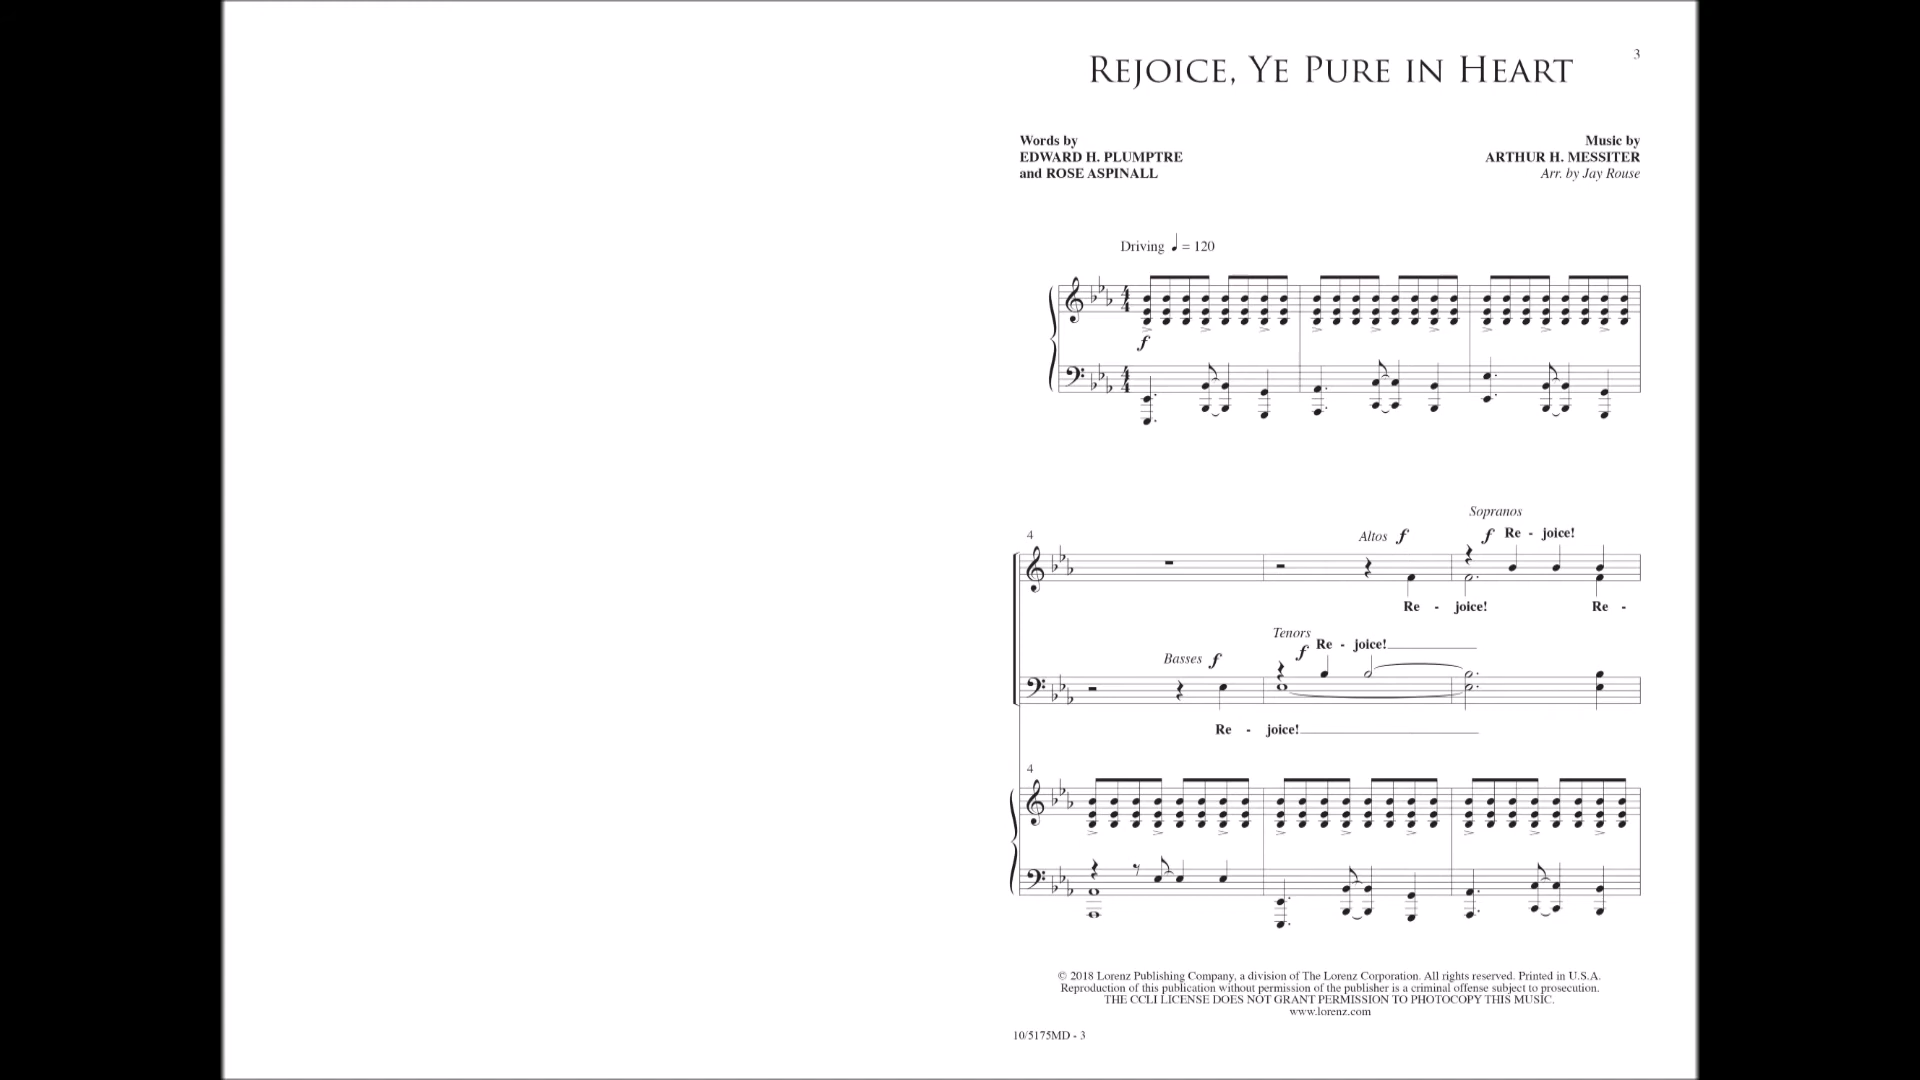 3
REJOICE, YE PURE IN HEART
Words by
EDWARD H. PLUMPTRE
and ROSE ASPINALL
Music by
ARTHUR H. MESSITER
Arr. by Jay Rouse
Driving ♩ = 120
f
Sopranos
4
Altos f
f Re - joice!
Re - joice! Re -
Tenors
f Re - joice!
Basses f
Re - joice!
4
© 2018 Lorenz Publishing Company, a division of The Lorenz Corporation. All rights reserved. Printed in U.S.A.
Reproduction of this publication without permission of the publisher is a criminal offense subject to prosecution.
THE CCLI LICENSE DOES NOT GRANT PERMISSION TO PHOTOCOPY THIS MUSIC.
www.lorenz.com
10/5175MD - 3